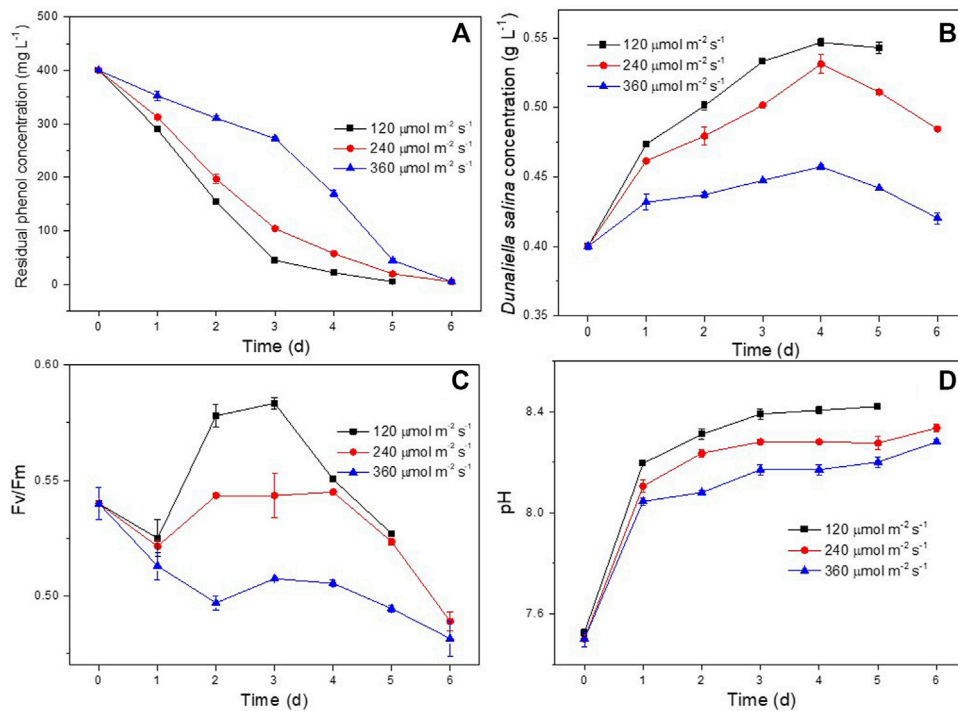 A
Residual phenol concentration (mg L⁻¹)
500
400
300
200
100
0
120 μmol m⁻² s⁻¹
240 μmol m⁻² s⁻¹
360 μmol m⁻² s⁻¹
0 1 2 3 4 5 6
Time (d)
B
Dunaliella salina concentration (g L⁻¹)
0.55
0.50
0.45
0.40
0.35
120 μmol m⁻² s⁻¹
240 μmol m⁻² s⁻¹
360 μmol m⁻² s⁻¹
0 1 2 3 4 5 6
Time (d)
C
Fv/Fm
0.60
0.55
0.50
120 μmol m⁻² s⁻¹
240 μmol m⁻² s⁻¹
360 μmol m⁻² s⁻¹
0 1 2 3 4 5 6
Time (d)
D
pH
8.4
8.0
7.6
120 μmol m⁻² s⁻¹
240 μmol m⁻² s⁻¹
360 μmol m⁻² s⁻¹
0 1 2 3 4 5 6
Time (d)